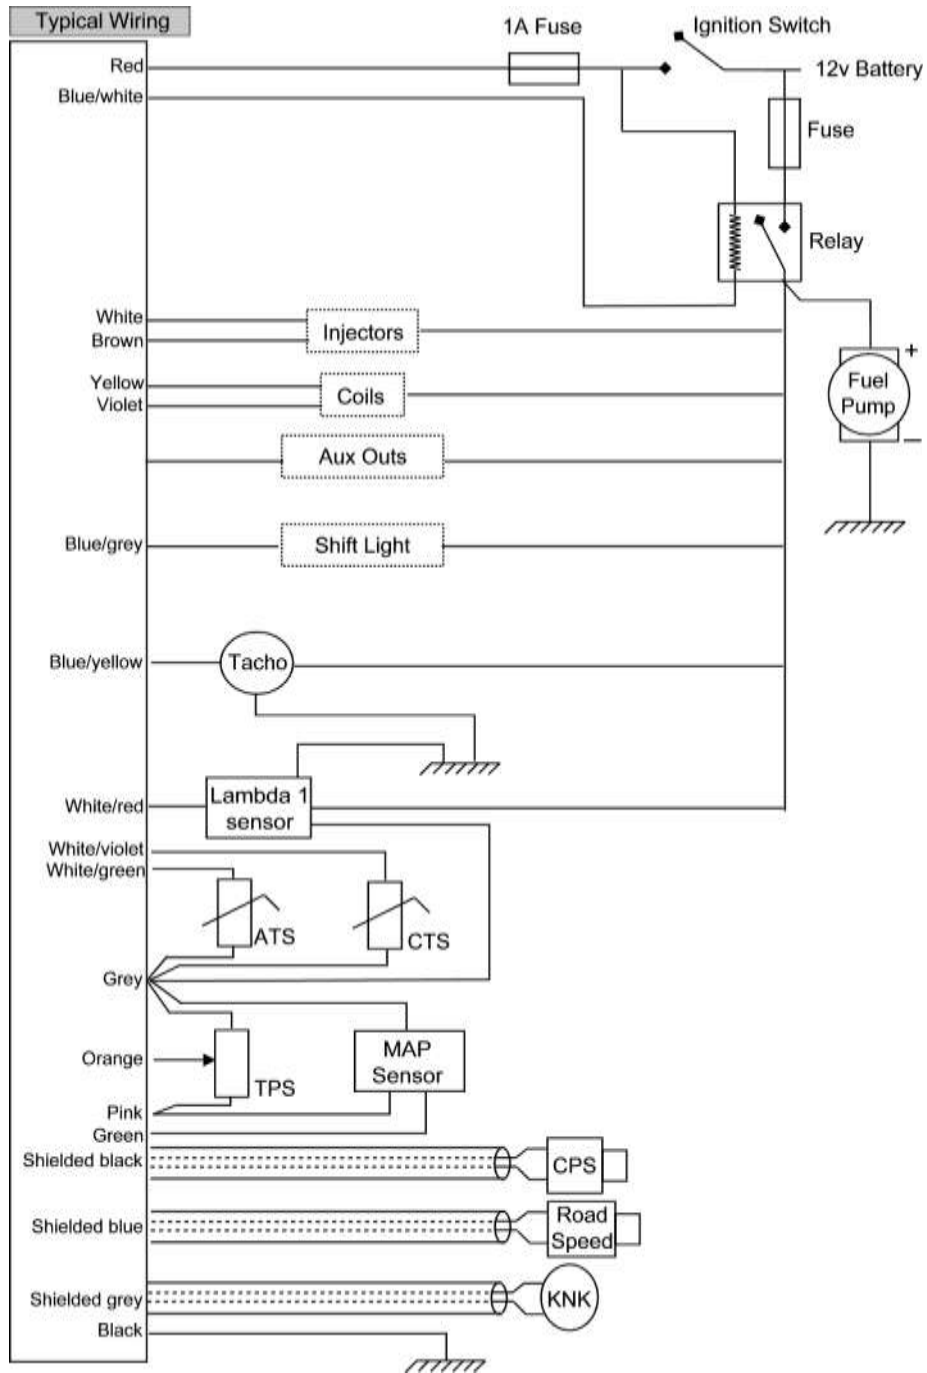 Typical Wiring
1A Fuse
Ignition Switch
Red
12v Battery
Blue/white
Fuse
Relay
White
Injectors
Brown
+
Yellow
Coils
Violet
Fuel
Pump
–
Aux Outs
Blue/grey
Shift Light
Blue/yellow
Tacho
White/red
Lambda 1
sensor
White/violet
White/green
ATS
CTS
Grey
Orange
TPS
MAP
Sensor
Pink
Green
Shielded black
CPS
Shielded blue
Road
Speed
Shielded grey
KNK
Black